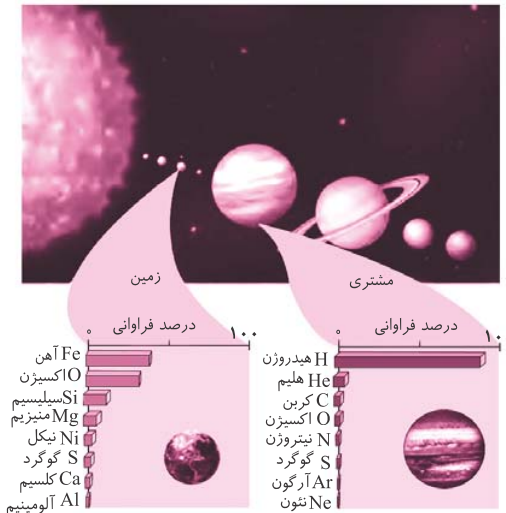 زمین
مشتری
درصد فراوانی
۰
۱۰۰
Fe آهن
O اکسیژن
Si سیلیسیم
Mg منیزیم
Ni نیکل
S گوگرد
Ca کلسیم
Al آلومینیم
درصد فراوانی
۰
۱۰
H هیدروژن
He هلیم
C کربن
O اکسیژن
N نیتروژن
S گوگرد
Ar آرگون
Ne نئون